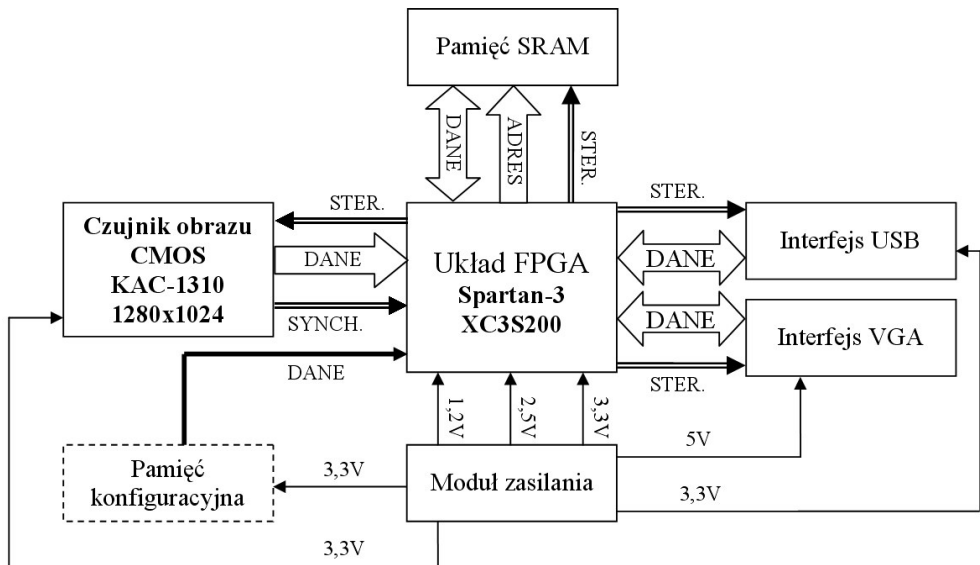 Pamięć SRAM
DANE
ADRES
STER.
STER.
STER.
Czujnik obrazu
CMOS
KAC-1310
1280x1024
DANE
SYNCH.
DANE
Układ FPGA
Spartan-3
XC3S200
DANE
DANE
STER.
Interfejs USB
Interfejs VGA
1,2V
2,5V
3,3V
5V
Pamięć
konfiguracyjna
3,3V
Moduł zasilania
3,3V
3,3V